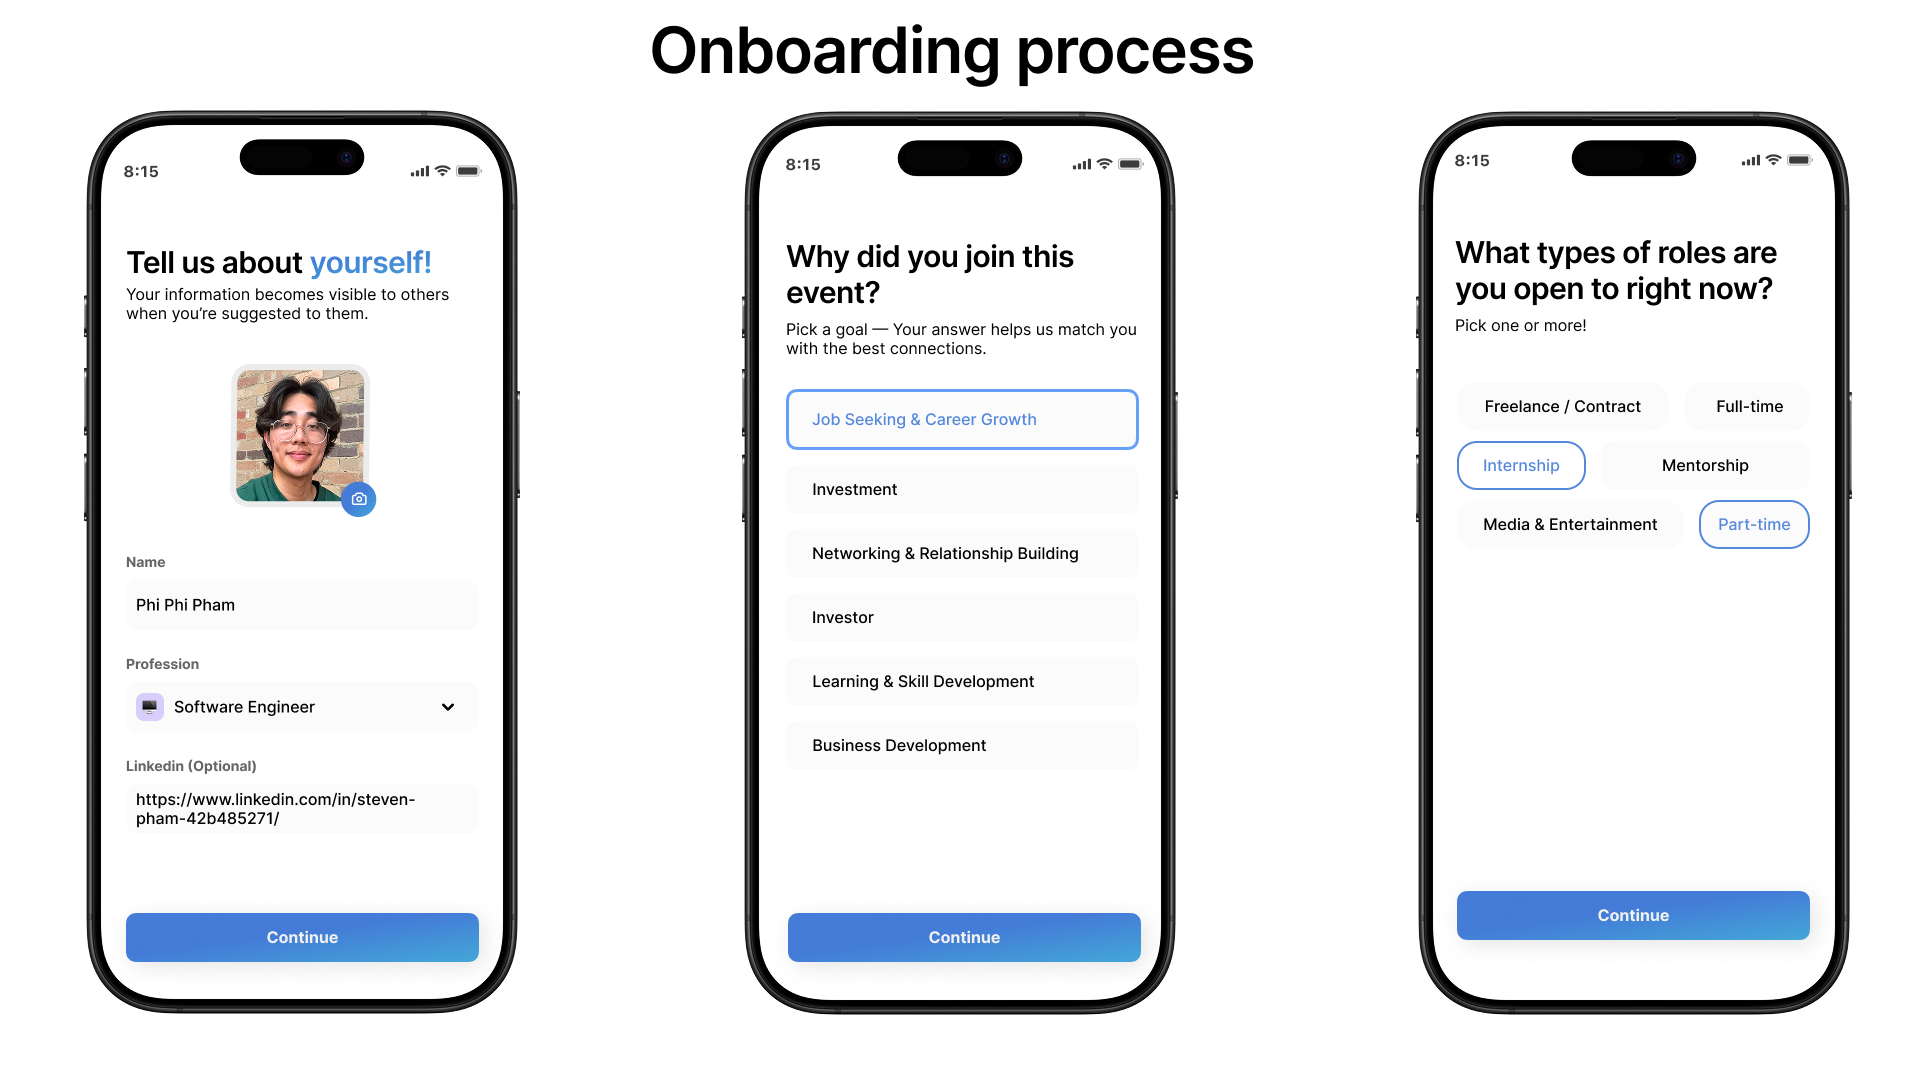 Onboarding process
8:15
Tell us about yourself!
Your information becomes visible to others
when you’re suggested to them.
Name
Phi Phi Pham
Profession
Software Engineer
Linkedin (Optional)
https://www.linkedin.com/in/steven-
pham-42b485271/
Continue
8:15
Why did you join this
event?
Pick a goal — Your answer helps us match you
with the best connections.
Job Seeking & Career Growth
Investment
Networking & Relationship Building
Investor
Learning & Skill Development
Business Development
Continue
8:15
What types of roles are
you open to right now?
Pick one or more!
Freelance / Contract
Full-time
Internship
Mentorship
Media & Entertainment
Part-time
Continue